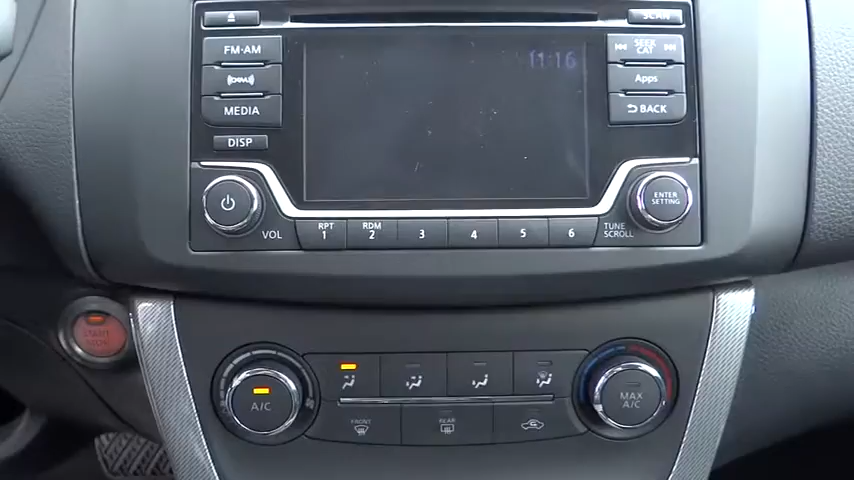 SCAN
FM·AM
SEEK
CAT
11:16
Apps
MEDIA
BACK
DISP
ENTER
SETTING
VOL
RPT
1
RDM
2
3
4
5
6
TUNE
SCROLL
START
STOP
A/C
MAX
A/C
FRONT
REAR